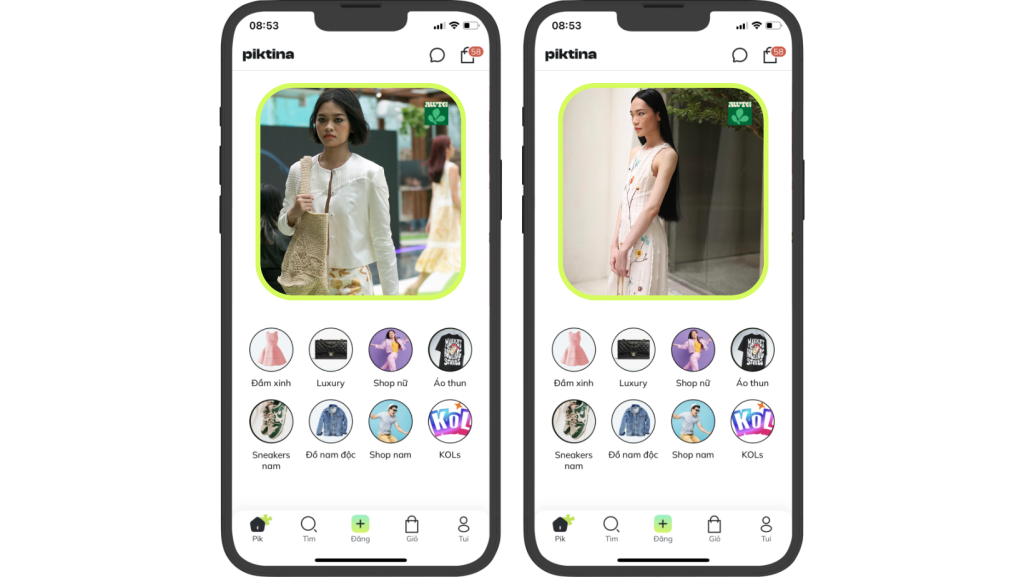 08:53
piktina
58
AUTH
Đầm xinh
Luxury
Shop nữ
Áo thun
Sneakers
nam
Đồ nam độc
Shop nam
KOL
KOLs
Pik
Tìm
Đăng
Giỏ
Tui
08:53
piktina
58
AUTH
Đầm xinh
Luxury
Shop nữ
Áo thun
Sneakers
nam
Đồ nam độc
Shop nam
KOL
KOLs
Pik
Tìm
Đăng
Giỏ
Tui